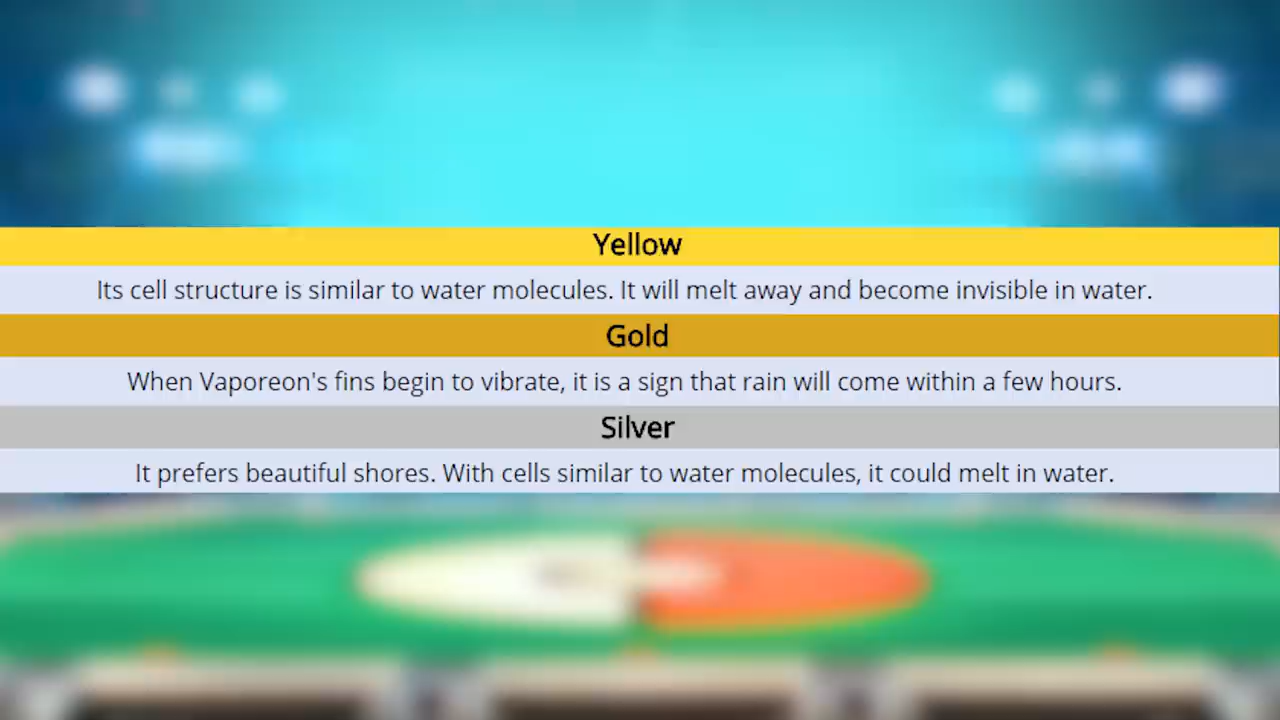 Yellow
Its cell structure is similar to water molecules. It will melt away and become invisible in water.
Gold
When Vaporeon's fins begin to vibrate, it is a sign that rain will come within a few hours.
Silver
It prefers beautiful shores. With cells similar to water molecules, it could melt in water.